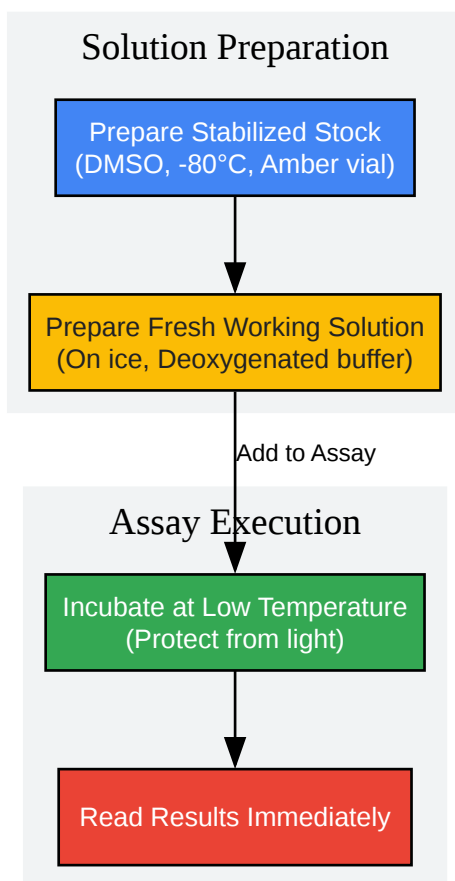 Solution Preparation
Prepare Stabilized Stock
(DMSO, -80°C, Amber vial)
Prepare Fresh Working Solution
(On ice, Deoxygenated buffer)
Add to Assay
Assay Execution
Incubate at Low Temperature
(Protect from light)
Read Results Immediately